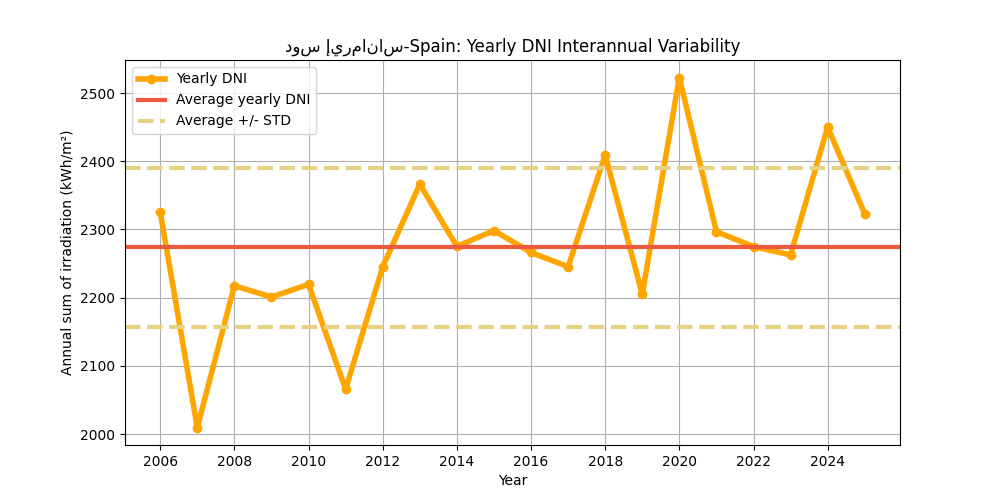 دوس إيرماناس-Spain: Yearly DNI Interannual Variability
Yearly DNI
Average yearly DNI
Average +/- STD
Annual sum of irradiation (kWh/m²)
2500
2400
2300
2200
2100
2000
2006 2008 2010 2012 2014 2016 2018 2020 2022 2024
Year